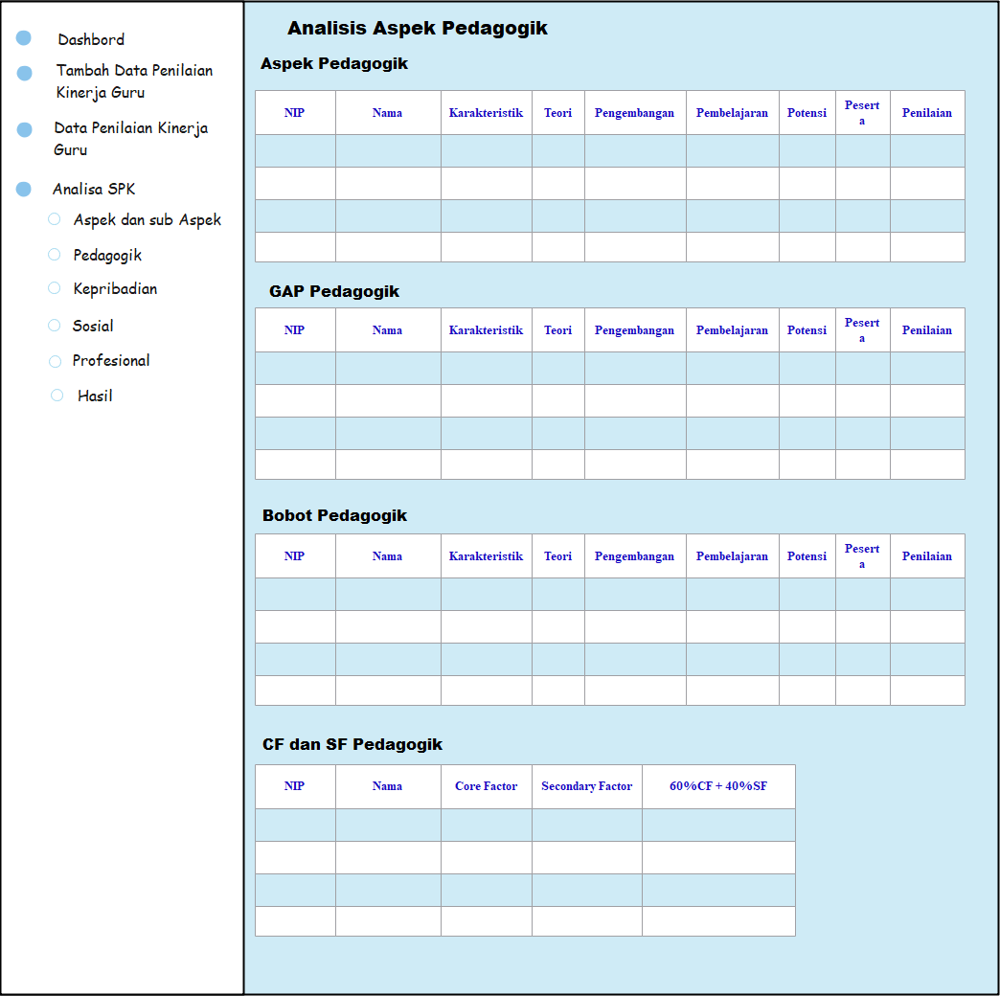 Dashbord
Tambah Data Penilaian
Kinerja Guru
Data Penilaian Kinerja
Guru
Analisa SPK
Aspek dan sub Aspek
Pedagogik
Kepribadian
Sosial
Profesional
Hasil
Analisis Aspek Pedagogik
Aspek Pedagogik
NIP Nama Karakteristik Teori Pengembangan Pembelajaran Potensi Pesert a Penilaian
GAP Pedagogik
NIP Nama Karakteristik Teori Pengembangan Pembelajaran Potensi Pesert a Penilaian
Bobot Pedagogik
NIP Nama Karakteristik Teori Pengembangan Pembelajaran Potensi Pesert a Penilaian
CF dan SF Pedagogik
NIP Nama Core Factor Secondary Factor 60%CF + 40%SF